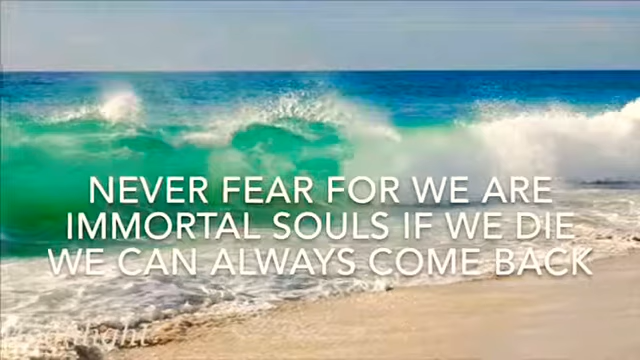 NEVER FEAR FOR WE ARE
IMMORTAL SOULS IF WE DIE
WE CAN ALWAYS COME BACK